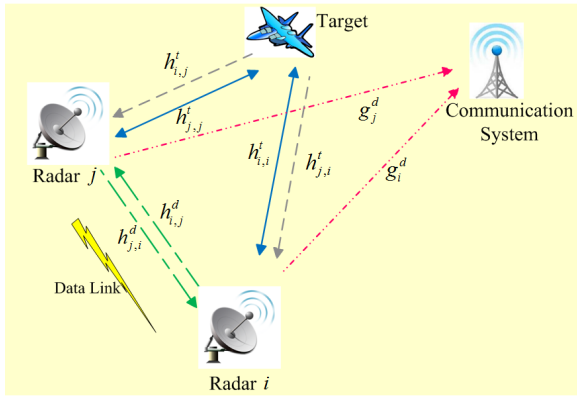 Target
h^t_{i,j}
h^t_{j,j}
g^d_j
Communication
System
Radar j
h^t_{i,i}
h^t_{j,i}
g^d_i
h^d_{i,j}
h^d_{j,i}
Data Link
Radar i